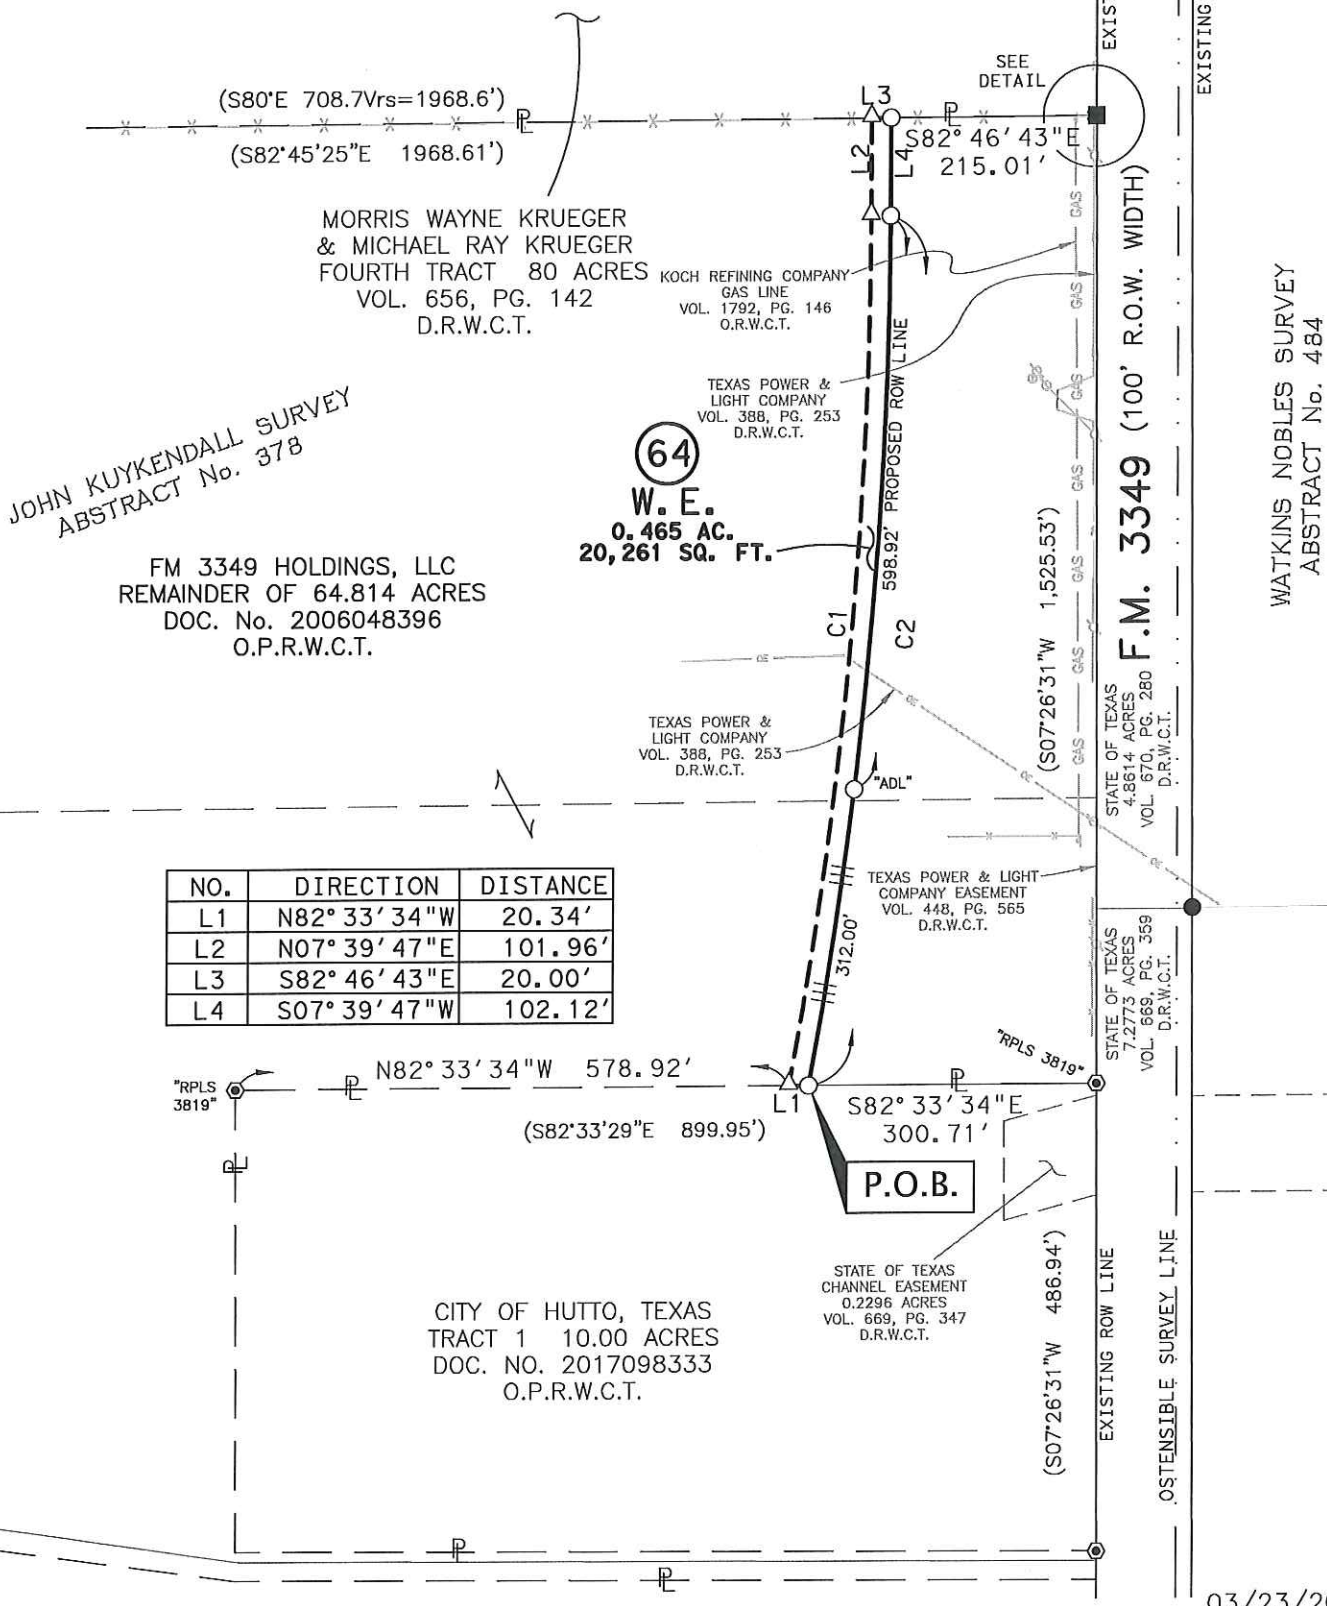 EXIST
EXISTING
SEE
DETAIL
(S80°E 708.7Vrs=1968.6')
(S82°45'25"E 1968.61')
L3
L2
L4
S82°46'43"E
215.01'
MORRIS WAYNE KRUEGER
& MICHAEL RAY KRUEGER
FOURTH TRACT 80 ACRES
VOL. 656, PG. 142
D.R.W.C.T.
KOCH REFINING COMPANY
GAS LINE
VOL. 1792, PG. 146
O.R.W.C.T.
TEXAS POWER &
LIGHT COMPANY
VOL. 388, PG. 253
D.R.W.C.T.
JOHN KUYKENDALL SURVEY
ABSTRACT No. 378
64
W. E.
0.465 AC.
20,261 SQ. FT.
598.92' PROPOSED ROW LINE
C1
C2
GAS
GAS
GAS
GAS
GAS
GAS
GAS
(S07°26'31"W 1,525.53')
F.M. 3349 (100' R.O.W. WIDTH)
WATKINS NOBLES SURVEY
ABSTRACT No. 484
FM 3349 HOLDINGS, LLC
REMAINDER OF 64.814 ACRES
DOC. No. 2006048396
O.P.R.W.C.T.
OE
OE
OE
OE
TEXAS POWER &
LIGHT COMPANY
VOL. 388, PG. 253
D.R.W.C.T.
"ADL"
STATE OF TEXAS
4.8614 ACRES
VOL. 670, PG. 280
D.R.W.C.T.
NO. DIRECTION DISTANCE
L1 N82°33'34"W 20.34'
L2 N07°39'47"E 101.96'
L3 S82°46'43"E 20.00'
L4 S07°39'47"W 102.12'
TEXAS POWER & LIGHT
COMPANY EASEMENT
VOL. 448, PG. 565
D.R.W.C.T.
312.00'
STATE OF TEXAS
7.2773 ACRES
VOL. 669, PG. 359
D.R.W.C.T.
"RPLS 3819"
"RPLS
3819"
N82°33'34"W 578.92'
L1
(S82°33'29"E 899.95')
S82°33'34"E
300.71'
P.O.B.
STATE OF TEXAS
CHANNEL EASEMENT
0.2296 ACRES
VOL. 669, PG. 347
D.R.W.C.T.
(S07°26'31"W 486.94')
EXISTING ROW LINE
OSTENSIBLE SURVEY LINE
CITY OF HUTTO, TEXAS
TRACT 1 10.00 ACRES
DOC. NO. 2017098333
O.P.R.W.C.T.